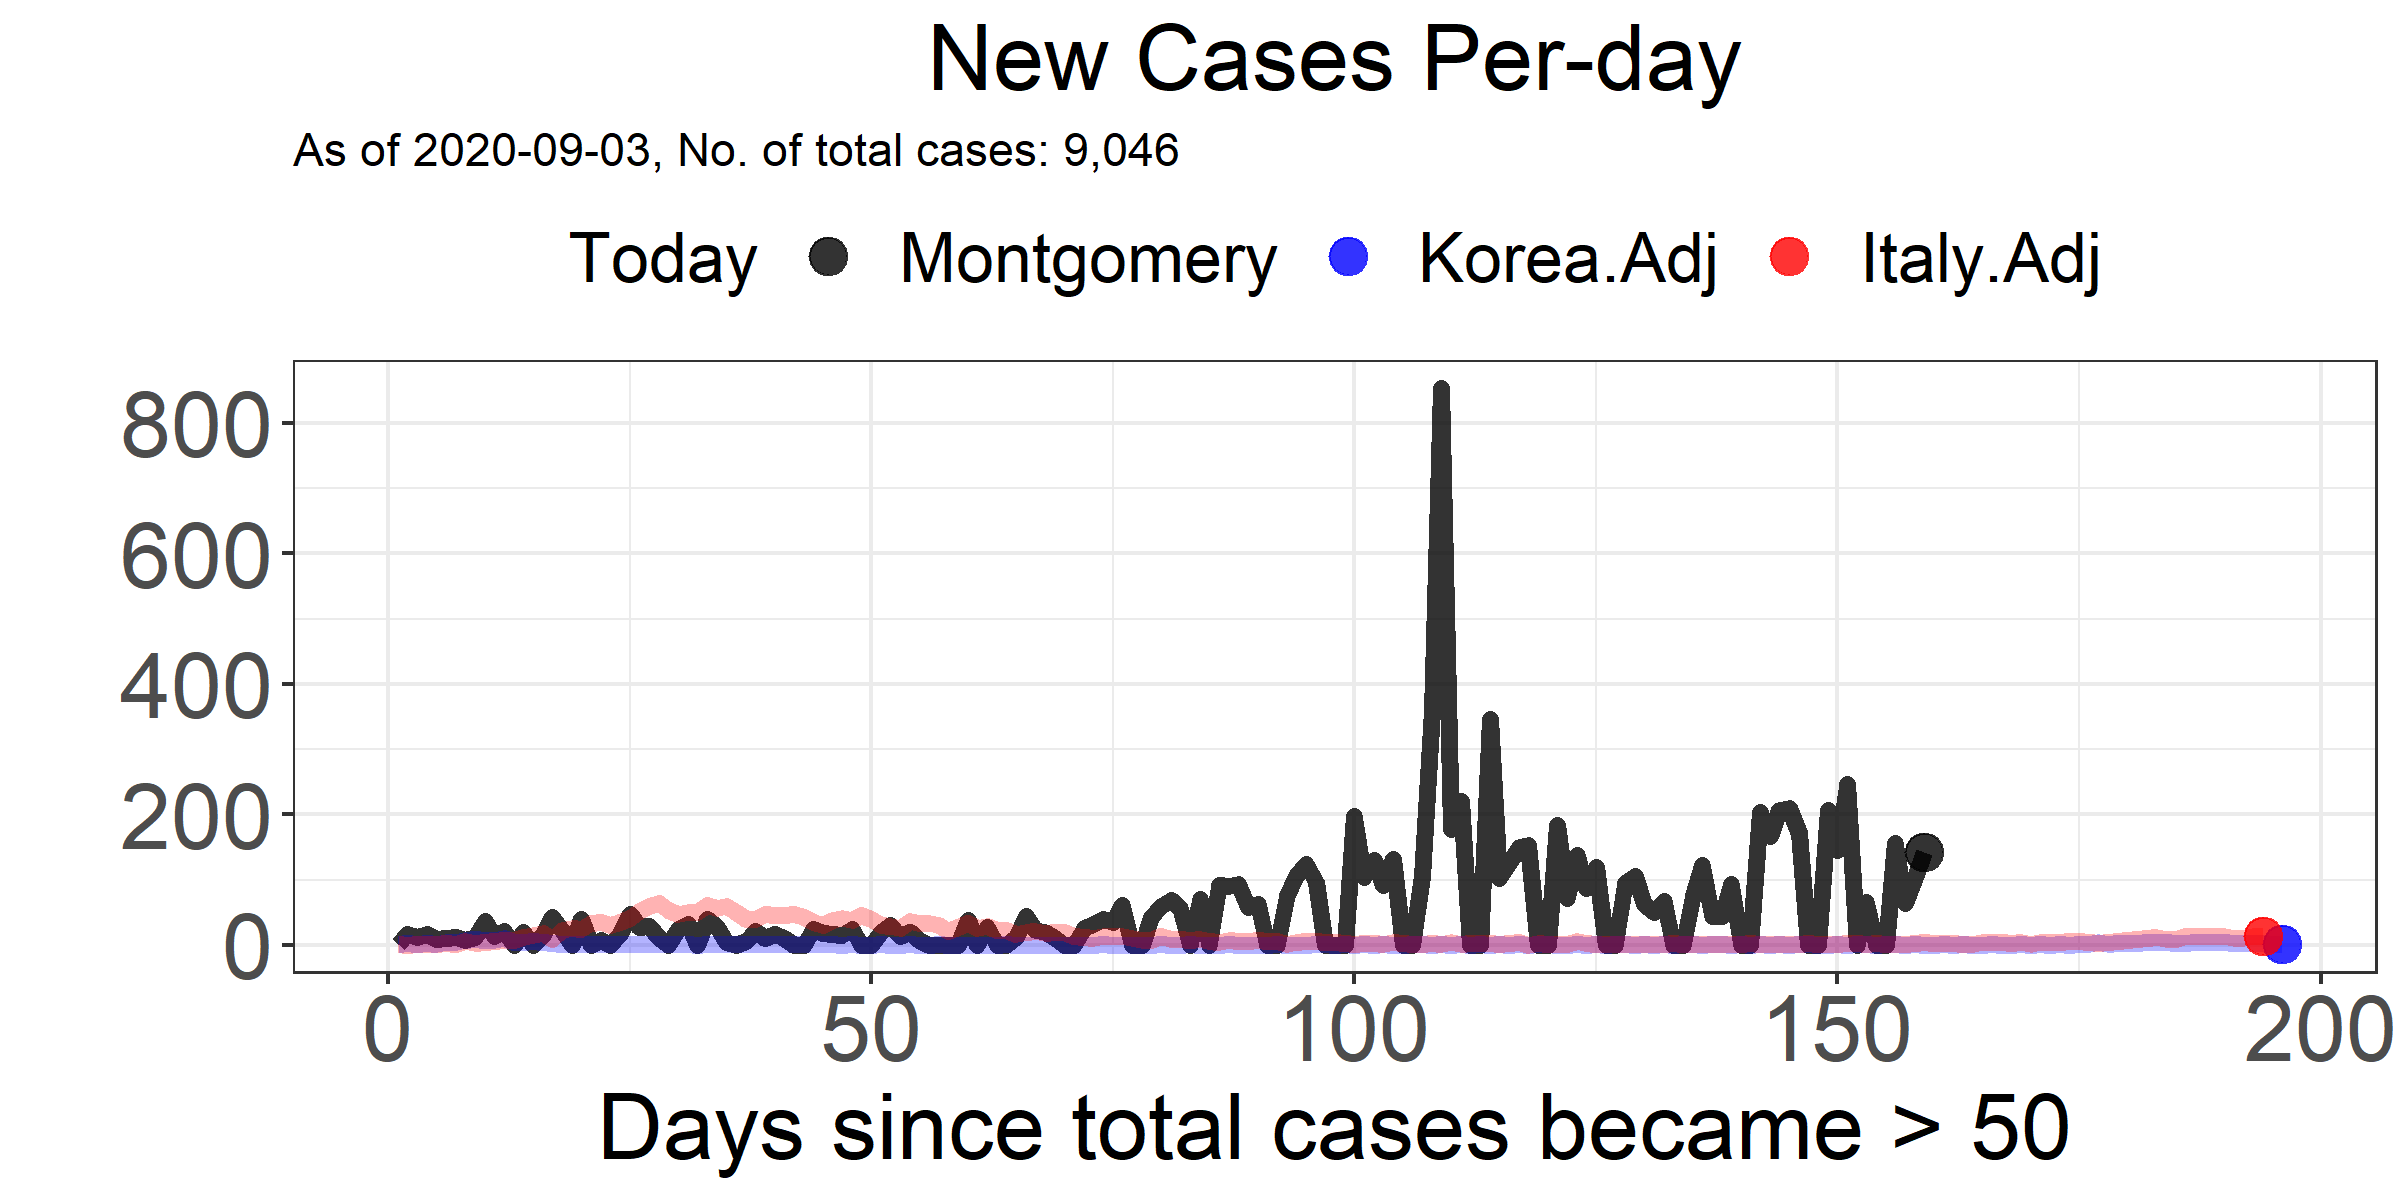 New Cases Per-day
As of 2020-09-03, No. of total cases: 9,046
Today Montgomery Korea.Adj Italy.Adj
800
600
400
200
0
0 50 100 150 200
Days since total cases became > 50